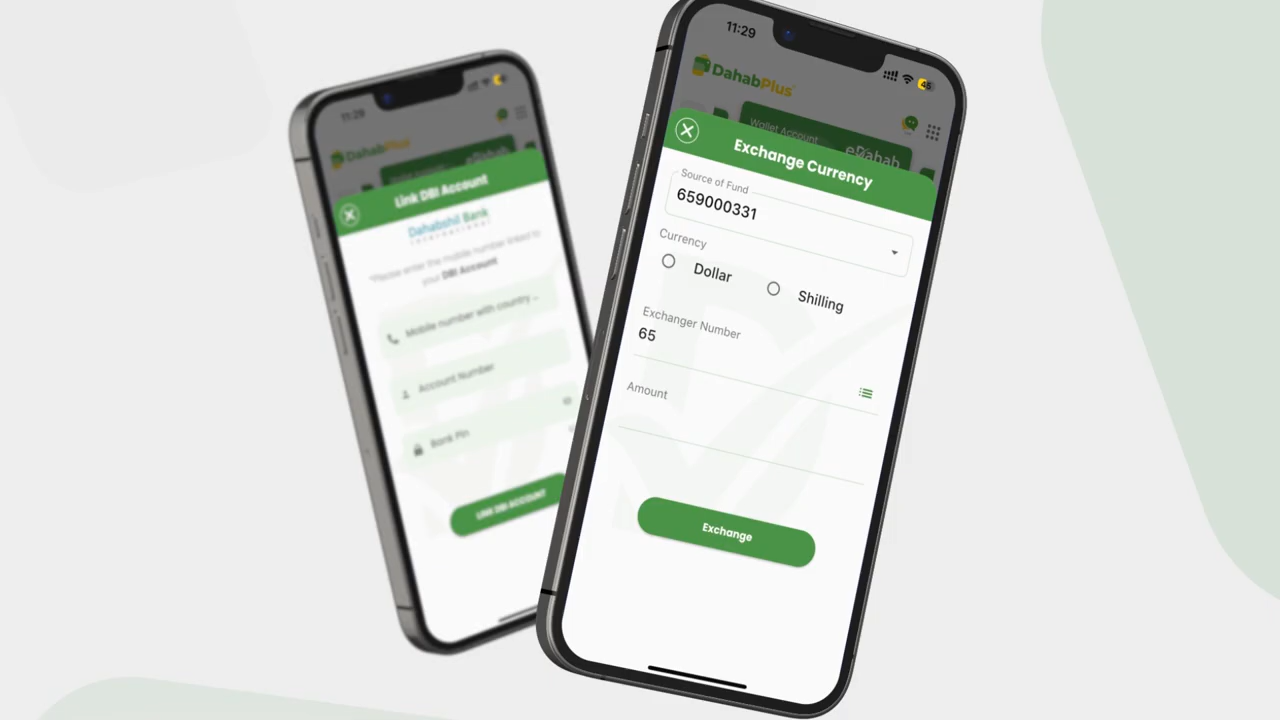 11:29
DahabPlus
Link DBI Account
Dahabshil Bank
International
*Please enter the mobile number linked to
your DBI Account
Mobile number with country ...
Account Number
Bank Pin
LINK DBI ACCOUNT
11:29
45
DahabPlus
Wallet Account
eDahab
Exchange Currency
Source of Fund
659000331
Currency
Dollar
Shilling
Exchanger Number
65
Amount
Exchange